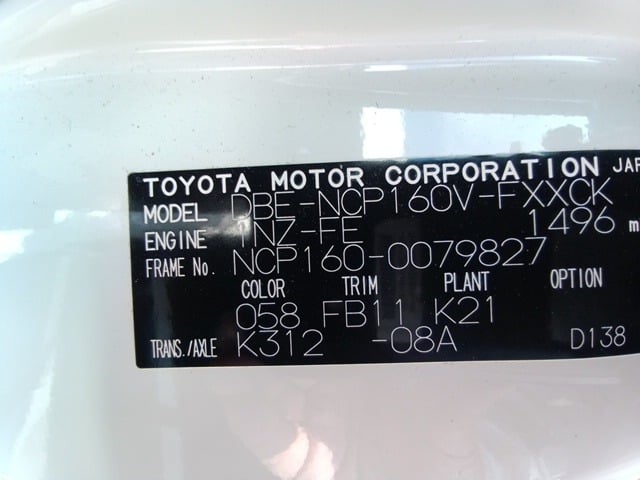 TOYOTA MOTOR CORPORATION JAP
MODEL DBE-NCP160V-FXXCK
ENGINE 1NZ-FE 1496 m
FRAME No. NCP160-0079827
COLOR TRIM PLANT OPTION
058 FB11 K21
TRANS./AXLE K312 -08A D138